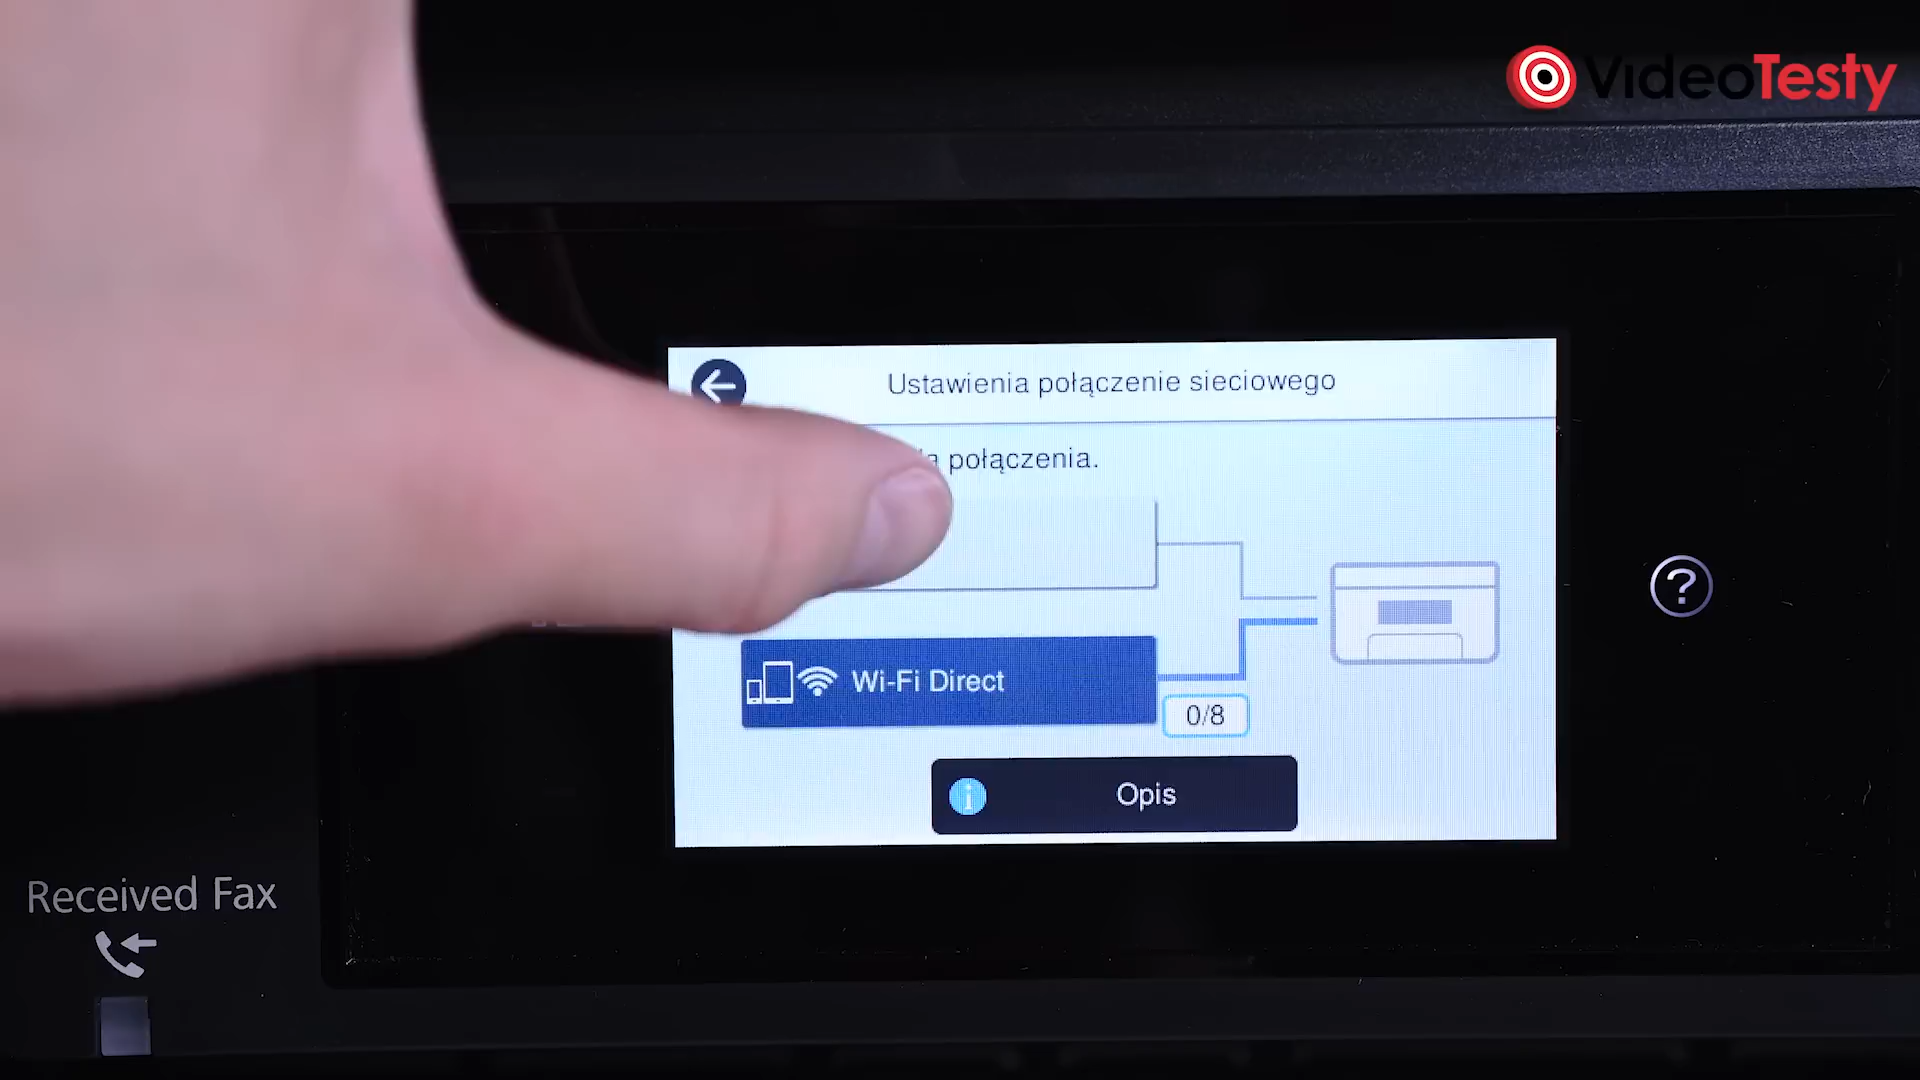 VideoTesty
Ustawienia połączenie sieciowego
połączenia.
Wi-Fi Direct
0/8
i
Opis
?
Received Fax